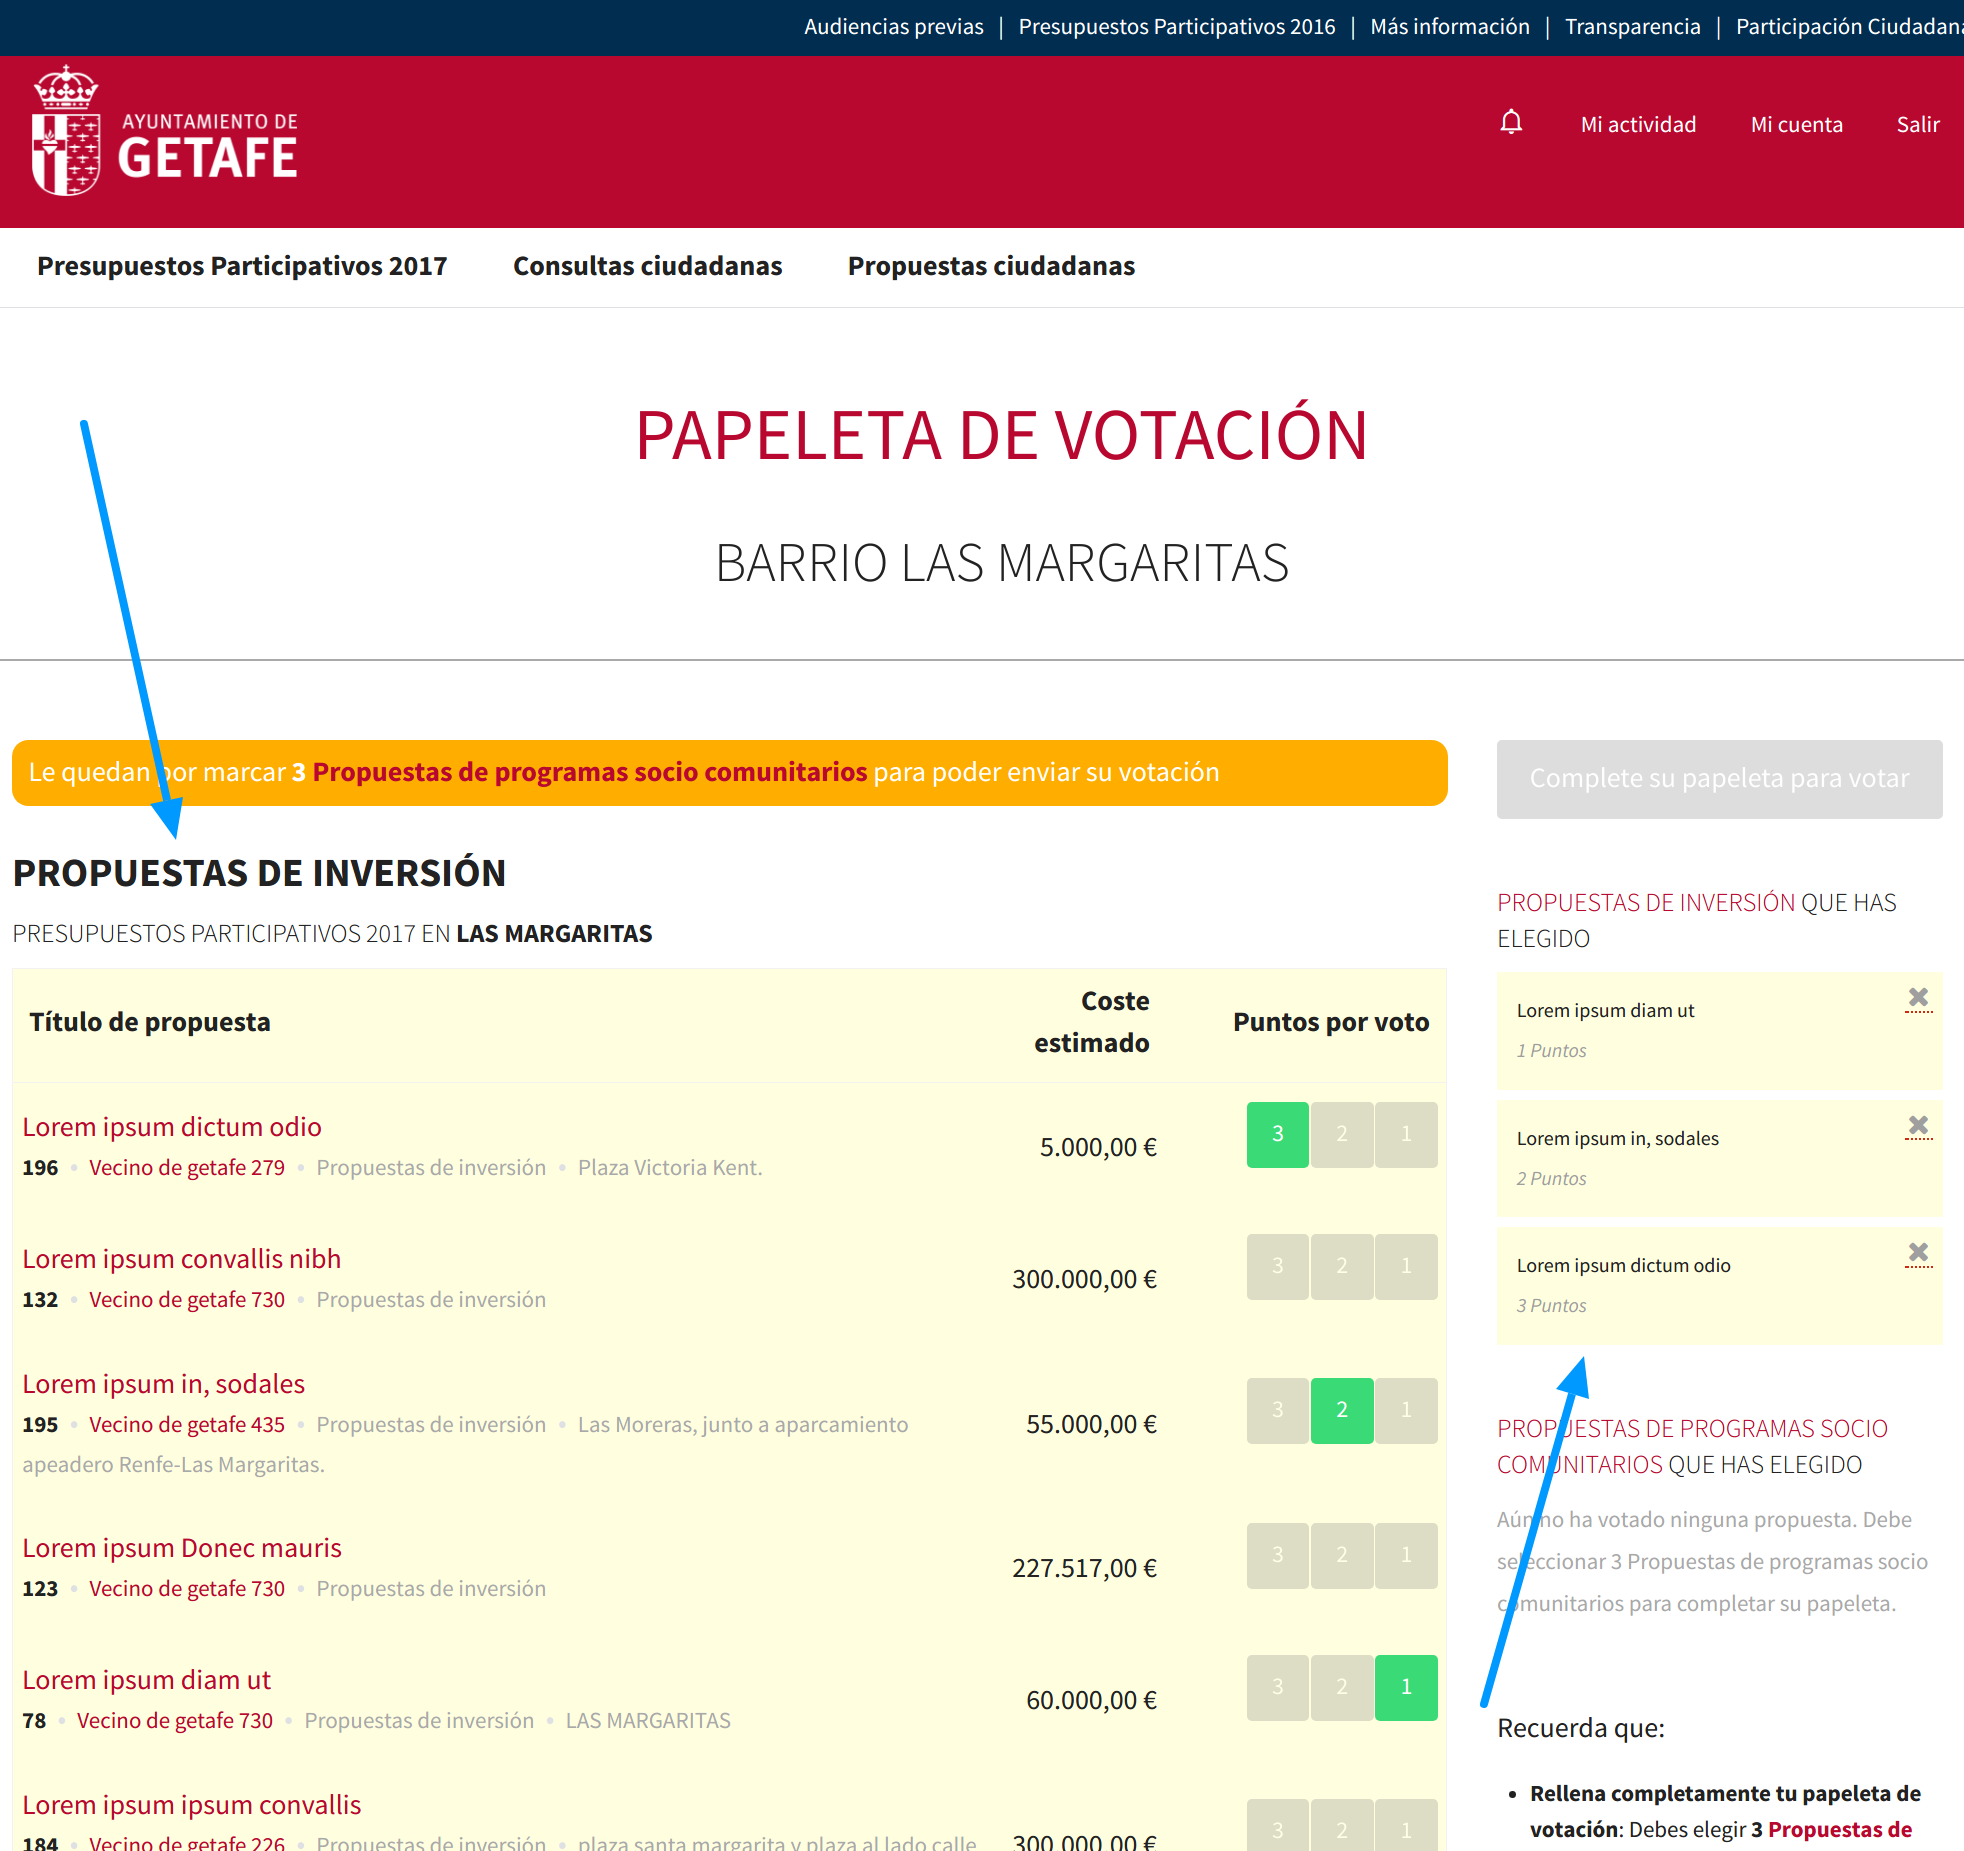 Audiencias previas | Presupuestos Participativos 2016 | Más información | Transparencia | Participación
AYUNTAMIENTO DE
GETAFE
Mi actividad Mi cuenta Salir
Presupuestos Participativos 2017 Consultas ciudadanas Propuestas ciudadanas
PAPELETA DE VOTACIÓN
BARRIO LAS MARGARITAS
Le quedan por marcar 3 Propuestas de programas socio comunitarios para poder enviar su votación
PROPUESTAS DE INVERSIÓN
PRESUPUESTOS PARTICIPATIVOS 2017 EN LAS MARGARITAS
Título de propuesta Coste estimado Puntos por voto
Lorem ipsum dictum odio
196 • Vecino de getafe 279 • Propuestas de inversión • Plaza Victoria Kent.
5.000,00 €
3 2 1
Lorem ipsum convallis nibh
132 • Vecino de getafe 730 • Propuestas de inversión
300.000,00 €
3 2 1
Lorem ipsum in, sodales
195 • Vecino de getafe 435 • Propuestas de inversión • Las Moreras, junto a aparcamiento
apeadero Renfe-Las Margaritas.
55.000,00 €
3 2 1
Lorem ipsum Donec mauris
123 • Vecino de getafe 730 • Propuestas de inversión
227.517,00 €
3 2 1
Lorem ipsum diam ut
78 • Vecino de getafe 730 • Propuestas de inversión • LAS MARGARITAS
60.000,00 €
3 2 1
Lorem ipsum ipsum convallis
184 • Vecino de getafe 226 • Propuestas de inversión • plaza santa margarita y plaza al lado calle
300.000,00 €
3 2 1
Complete su papeleta para votar
PROPUESTAS DE INVERSIÓN QUE HAS
ELEGIDO
Lorem ipsum diam ut
1 Puntos
Lorem ipsum in, sodales
2 Puntos
Lorem ipsum dictum odio
3 Puntos
PROPUESTAS DE PROGRAMAS SOCIO
COMUNITARIOS QUE HAS ELEGIDO
Aún no ha votado ninguna propuesta. Debe
seleccionar 3 Propuestas de programas socio
comunitarios para completar su papeleta.
Recuerda que:
• Rellena completamente tu papeleta de
votación: Debes elegir 3 Propuestas de